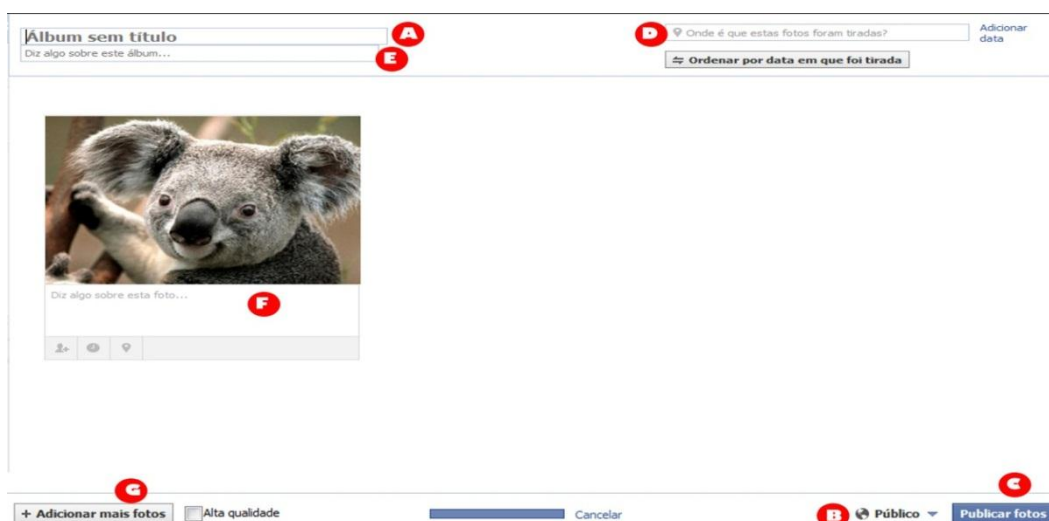 Álbum sem título
A
Diz algo sobre este álbum...
E
D
Onde é que estas fotos foram tiradas?
Adicionar
data
Ordenar por data em que foi tirada
Diz algo sobre esta foto...
F
G
C
+ Adicionar mais fotos
Alta qualidade
Cancelar
B
Público
Publicar fotos